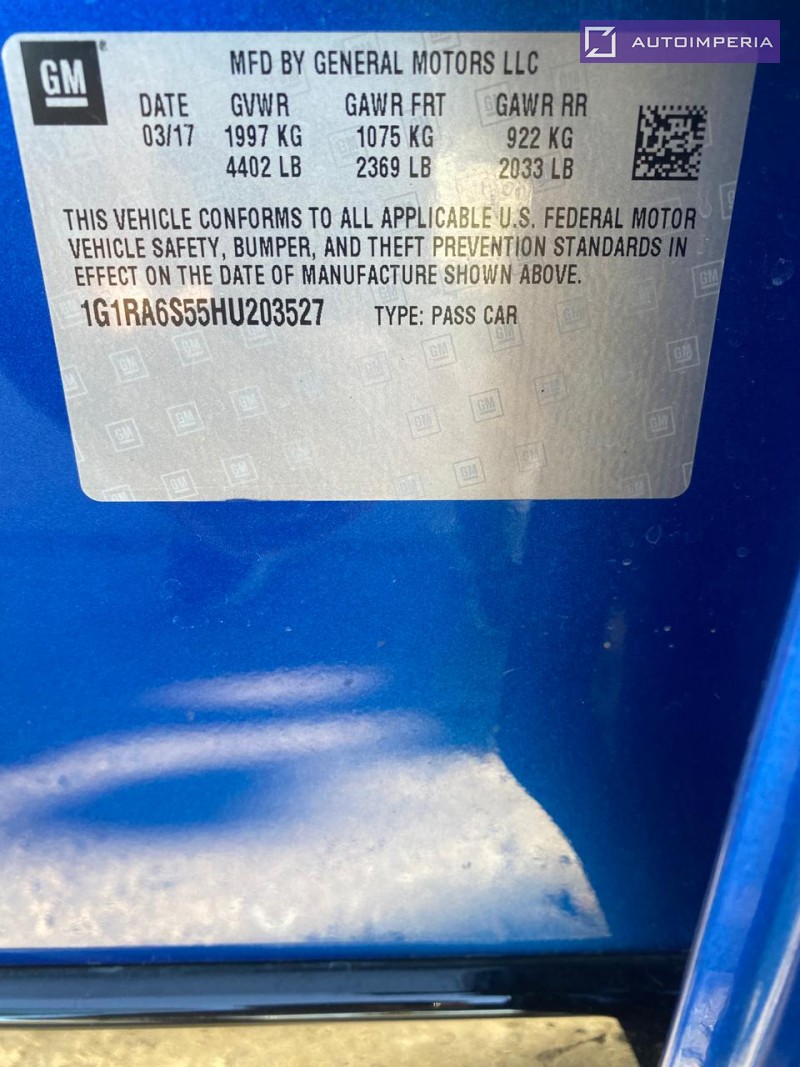 AUTOIMPERIA
GM
MFD BY GENERAL MOTORS LLC
DATE GVWR GAWR FRT GAWR RR
03/17 1997 KG 1075 KG 922 KG
4402 LB 2369 LB 2033 LB
THIS VEHICLE CONFORMS TO ALL APPLICABLE U.S. FEDERAL MOTOR
VEHICLE SAFETY, BUMPER, AND THEFT PREVENTION STANDARDS IN
EFFECT ON THE DATE OF MANUFACTURE SHOWN ABOVE.
1G1RA6S55HU203527 TYPE: PASS CAR